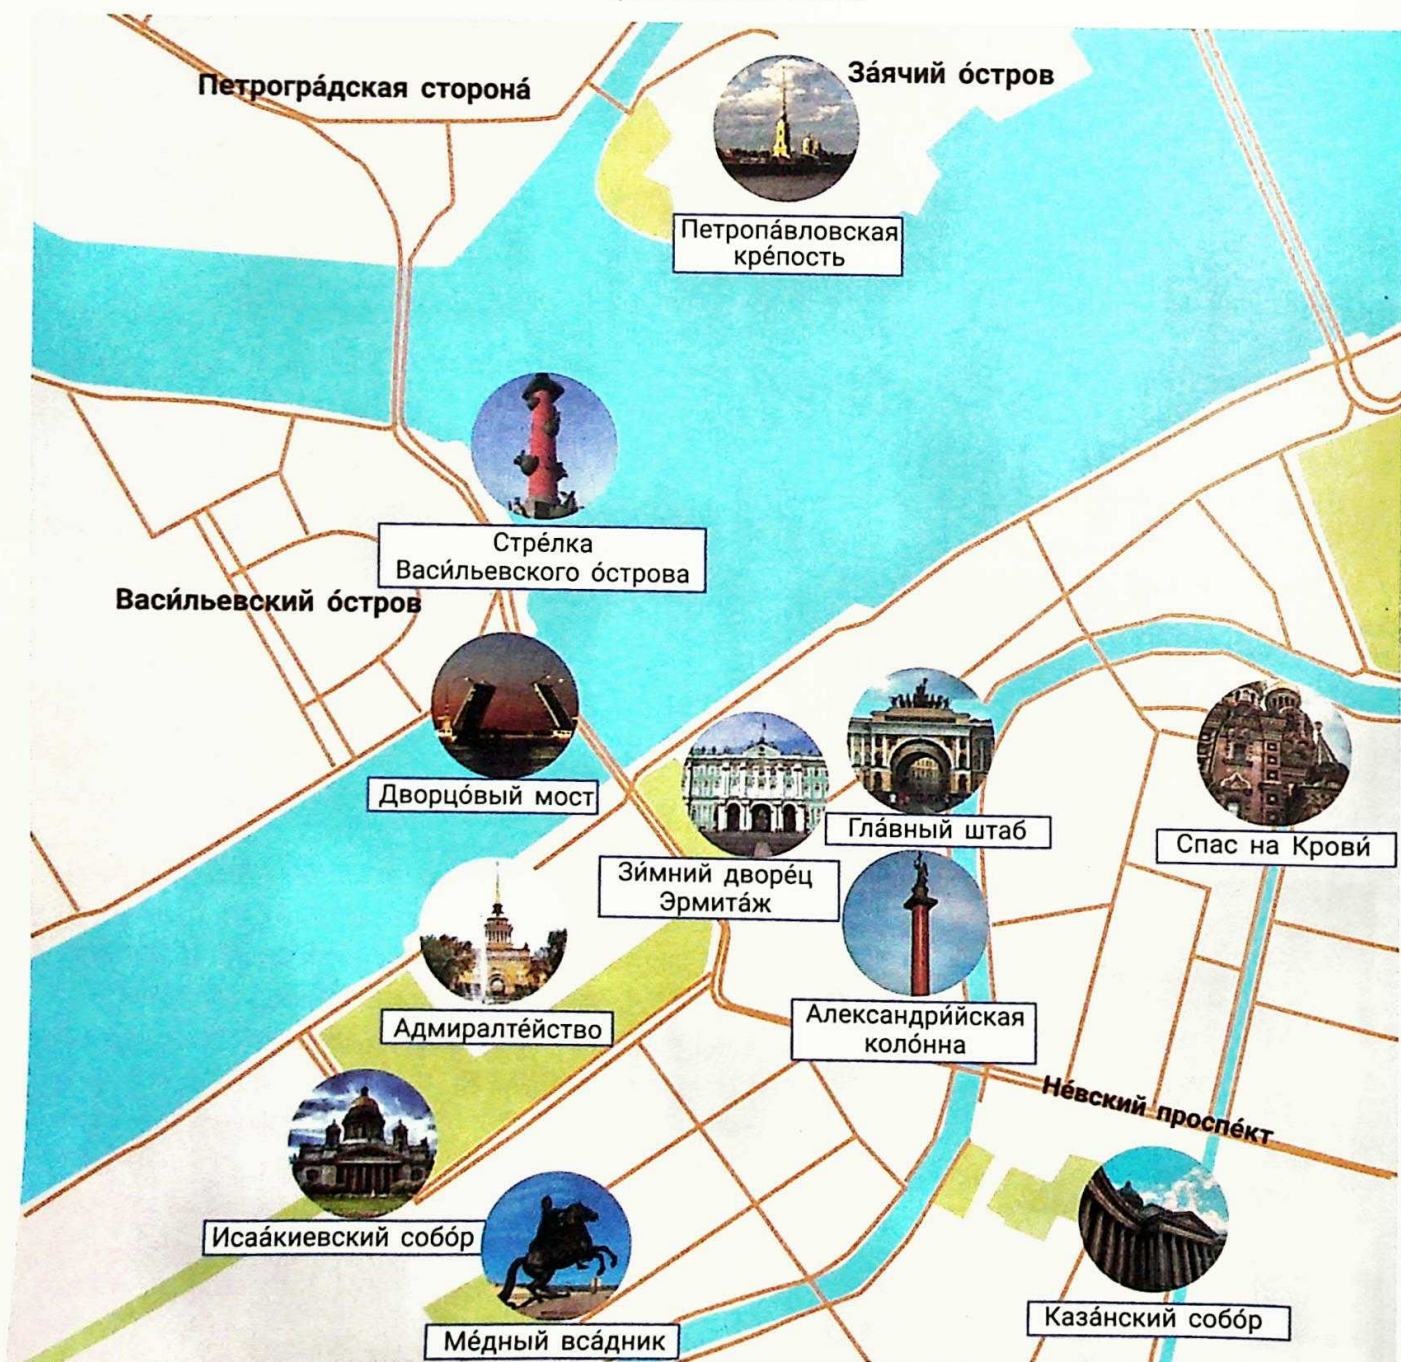 Петрогра́дская сторона́
За́ячий о́стров
Петропа́вловская
кре́пость
Стре́лка
Васи́льевского о́строва
Васи́льевский о́стров
Дворцо́вый мост
Гла́вный штаб
Спас на Крови́
Зи́мний дворе́ц
Эрмита́ж
Адмиралте́йство
Александри́йская
коло́нна
Не́вский проспе́кт
Исаа́киевский собо́р
Ме́дный вса́дник
Каза́нский собо́р